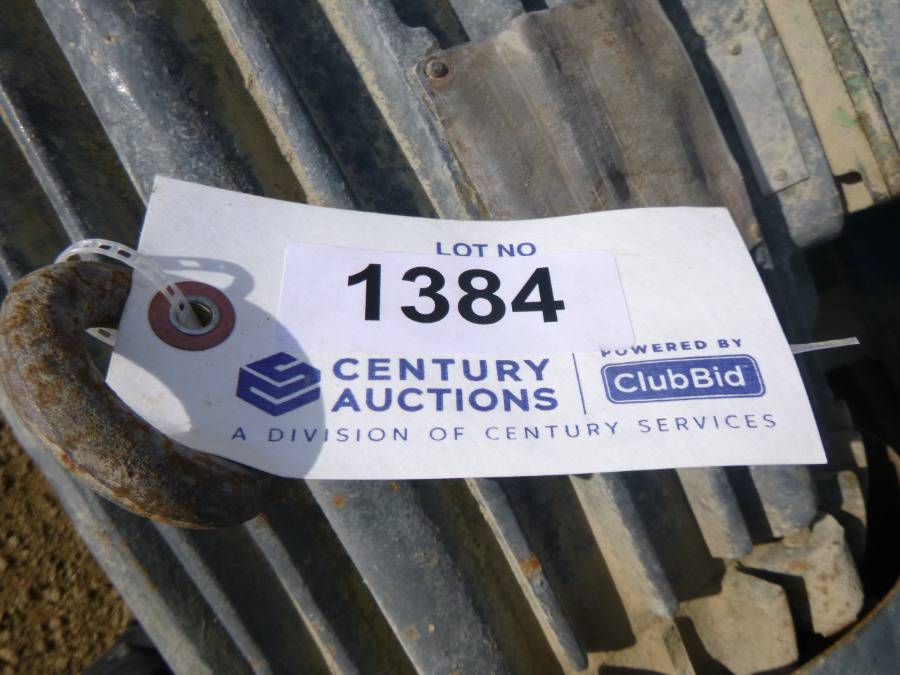 LOT NO
1384
CENTURY
AUCTIONS
POWERED BY
ClubBid
A DIVISION OF CENTURY SERVICES